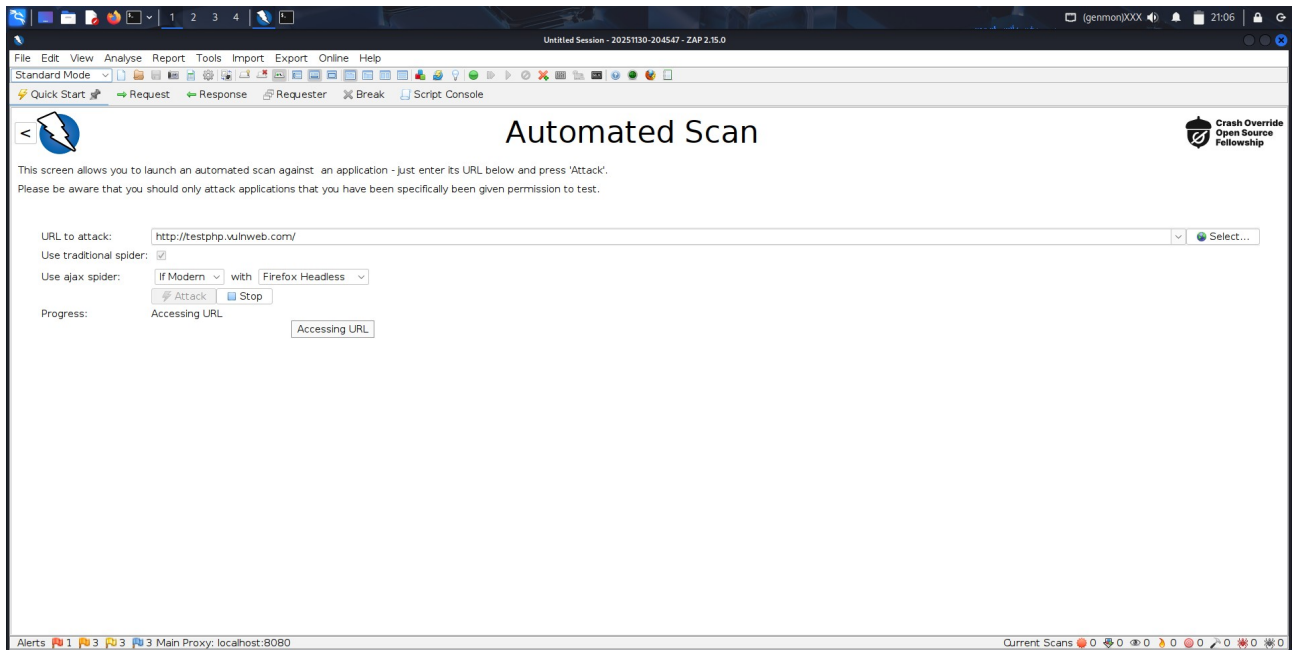 1 2 3 4 (genmon)XXX 21:06
Untitled Session - 20251130-204547 - ZAP 2.15.0
File Edit View Analyse Report Tools Import Export Online Help
Standard Mode
Quick Start Request Response Requester Break Script Console
<
Automated Scan
Crash Override
Open Source
Fellowship
This screen allows you to launch an automated scan against an application - just enter its URL below and press 'Attack'.
Please be aware that you should only attack applications that you have been specifically been given permission to test.
URL to attack: http://testphp.vulnweb.com/ Select...
Use traditional spider:
Use ajax spider: If Modern with Firefox Headless
Attack Stop
Progress: Accessing URL
Accessing URL
Alerts 1 3 3 3 Main Proxy: localhost:8080 Current Scans 0 0 0 0 0 0 0 0